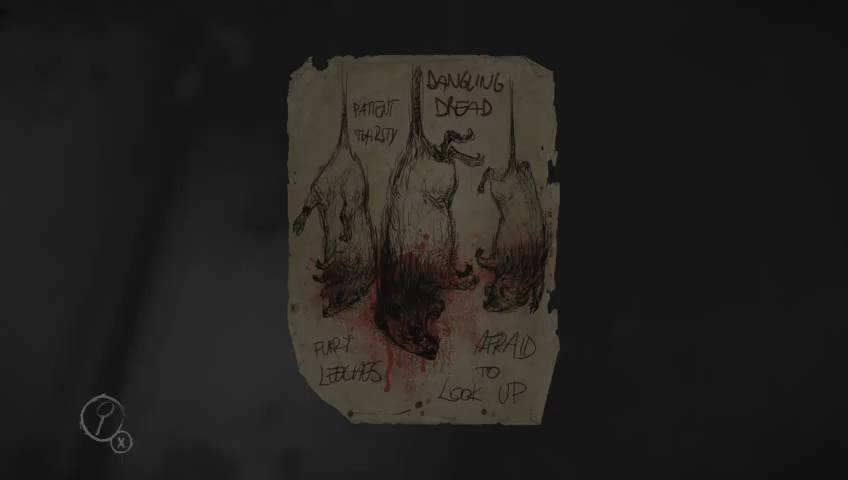 DANGLING
DREAD
PATIENT
THIRSTY
FURRY
LEECHES
AFRAID
TO
LOOK UP
X